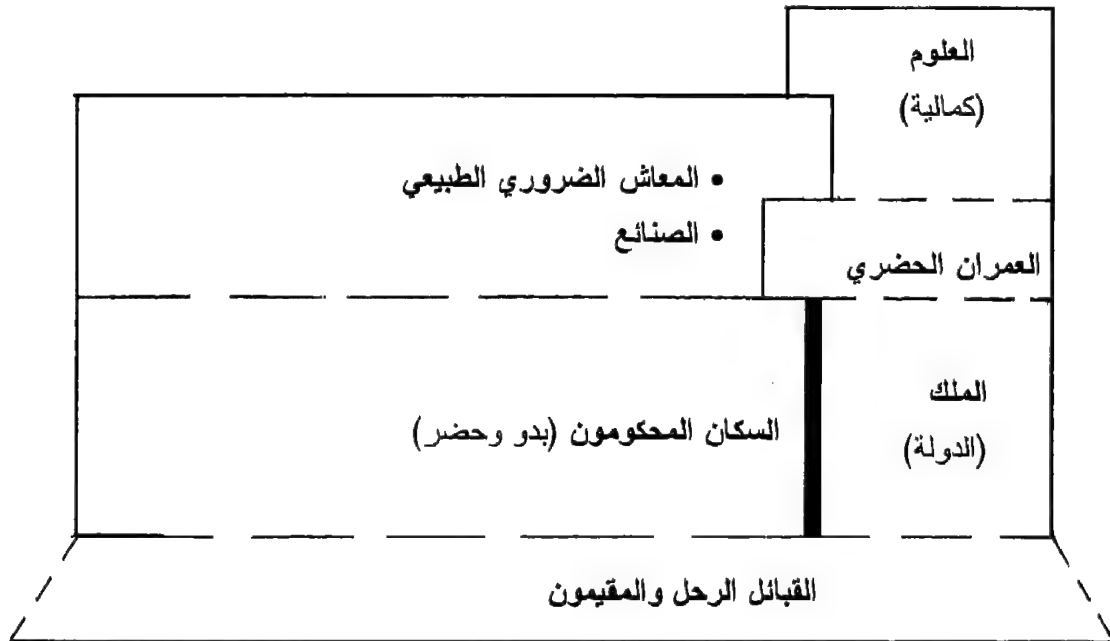 العلوم
(كمالية)
• المعاش الضروري الطبيعي
• الصنائع
العمران الحضري
الملك
(الدولة)
السكان المحكومون (بدو وحضر)
القبائل الرحل والمقيمون